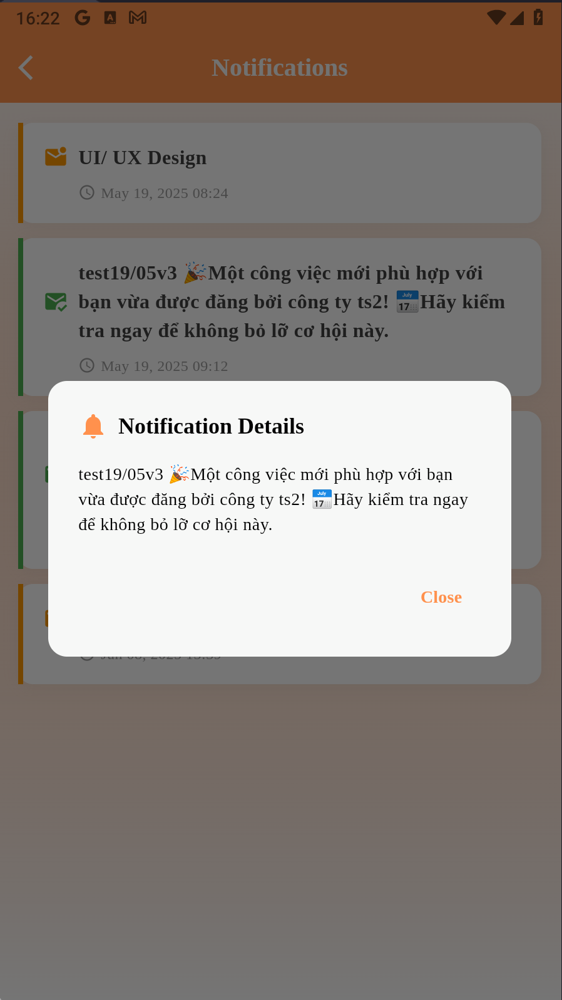 16:22
Notifications
UI/ UX Design
May 19, 2025 08:24
test19/05v3 🎉Một công việc mới phù hợp với
bạn vừa được đăng bởi công ty ts2! 📅Hãy kiểm
tra ngay để không bỏ lỡ cơ hội này.
May 19, 2025 09:12
Notification Details
test19/05v3 🎉Một công việc mới phù hợp với bạn
vừa được đăng bởi công ty ts2! 📅Hãy kiểm tra ngay
để không bỏ lỡ cơ hội này.
Close